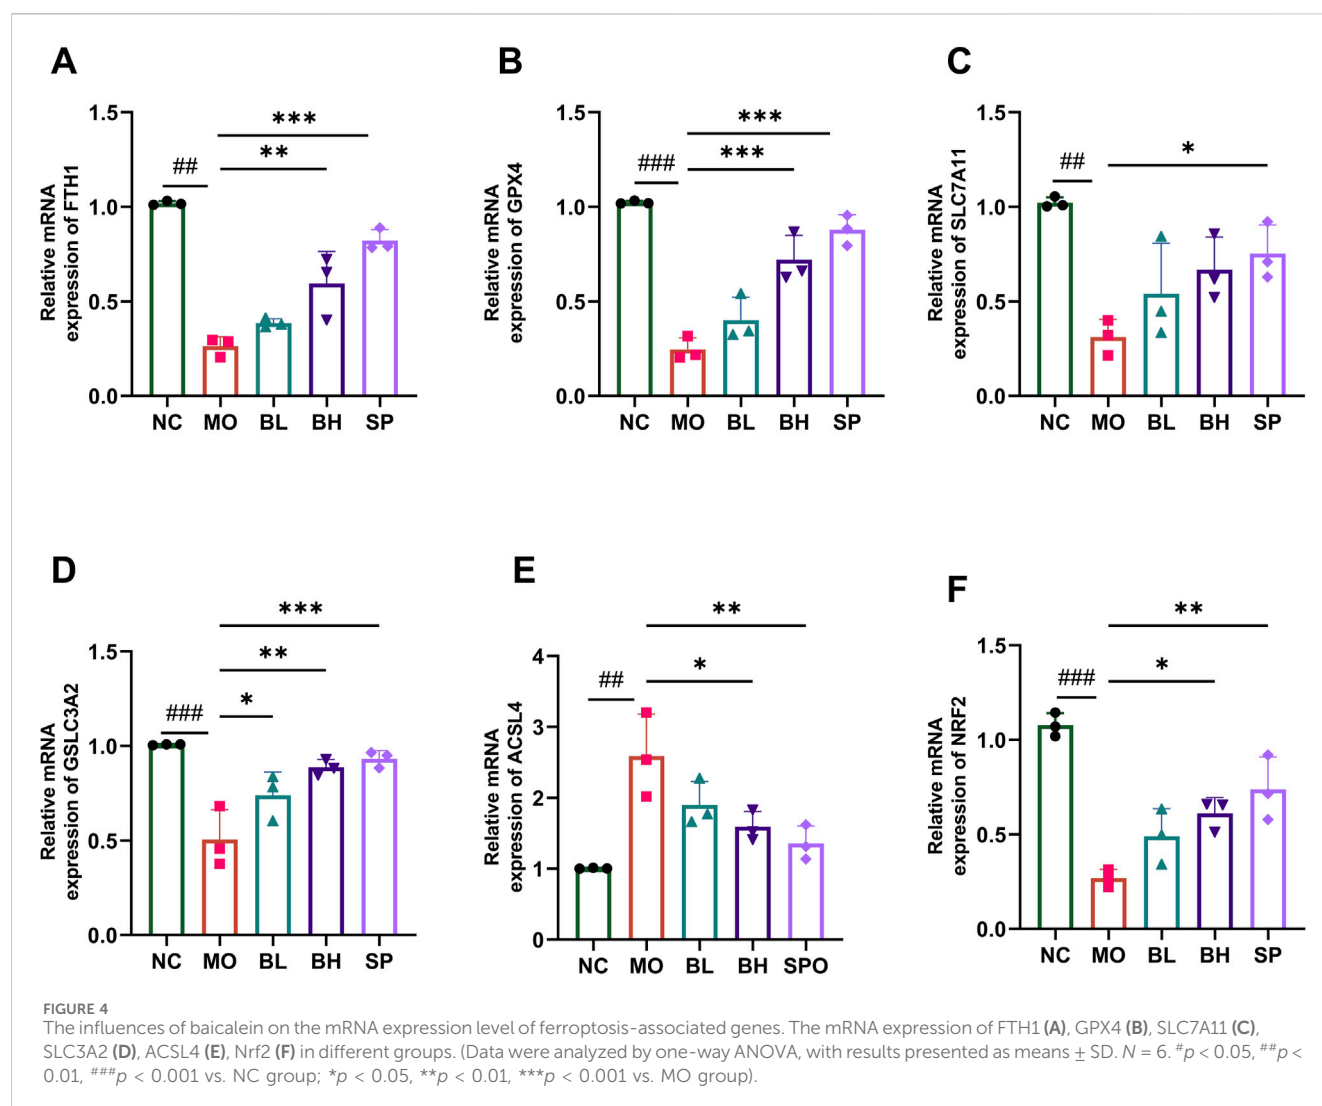 A
Relative mRNA
expression of FTH1
1.5
1.0
0.5
0.0
##
**
***
NC MO BL BH SP
B
Relative mRNA
expression of GPX4
1.5
1.0
0.5
0.0
###
***
***
NC MO BL BH SP
C
Relative mRNA
expression of SLC7A11
1.5
1.0
0.5
0.0
##
*
NC MO BL BH SP
D
Relative mRNA
expression of GSLC3A2
1.5
1.0
0.5
0.0
###
*
**
***
NC MO BL BH SP
E
Relative mRNA
expression of ACSL4
4
3
2
1
0
##
*
**
NC MO BL BH SPO
F
Relative mRNA
expression of NRF2
1.5
1.0
0.5
0.0
###
*
**
NC MO BL BH SP
FIGURE 4
The influences of baicalein on the mRNA expression level of ferroptosis-associated genes. The mRNA expression of FTH1 (A), GPX4 (B), SLC7A11 (C),
SLC3A2 (D), ACSL4 (E), Nrf2 (F) in different groups. (Data were analyzed by one-way ANOVA, with results presented as means ± SD. N = 6. #p < 0.05, ##p <
0.01, ###p < 0.001 vs. NC group; *p < 0.05, **p < 0.01, ***p < 0.001 vs. MO group).